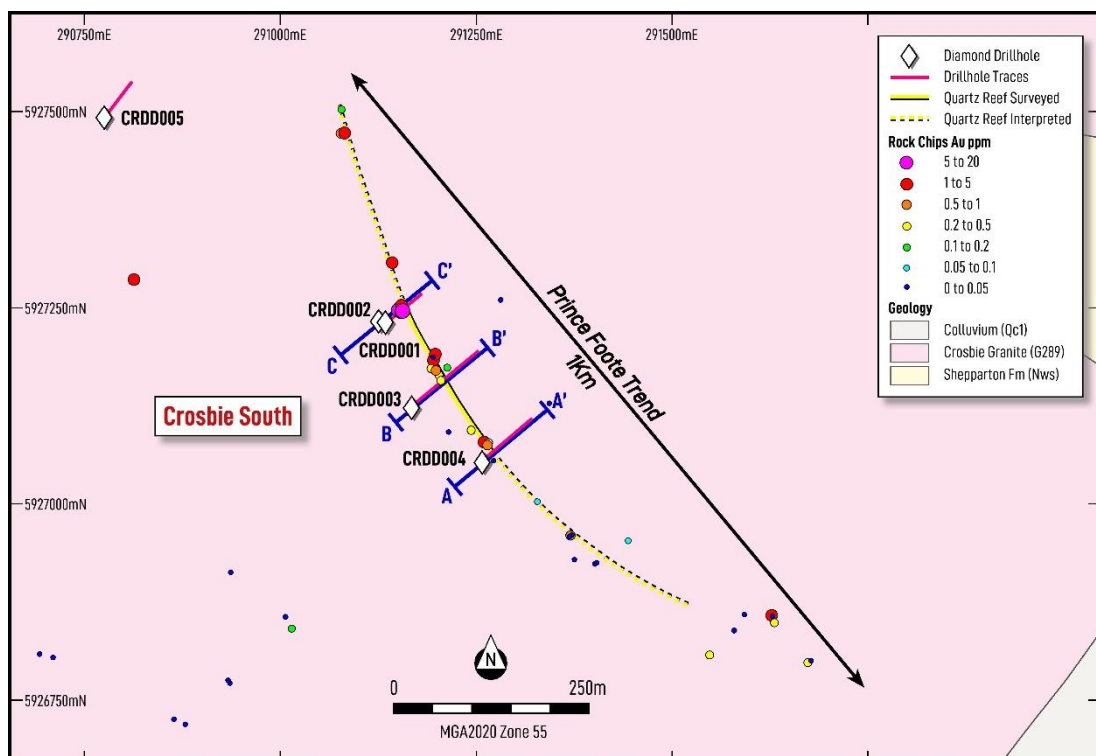 290750mE
291000mE
291250mE
291500mE
5927500mN
5927250mN
5927000mN
5926750mN
CRDD005
CRDD002
CRDD001
CRDD003
CRDD004
C'
C
B'
B
A'
A
Crosbie South
Prince Foote Trend
1Km
N
0 250m
MGA2020 Zone 55
Diamond Drillhole
Drillhole Traces
Quartz Reef Surveyed
Quartz Reef Interpreted
Rock Chips Au ppm
5 to 20
1 to 5
0.5 to 1
0.2 to 0.5
0.1 to 0.2
0.05 to 0.1
0 to 0.05
Geology
Colluvium (Qc1)
Crosbie Granite (G289)
Shepparton Fm (Nws)